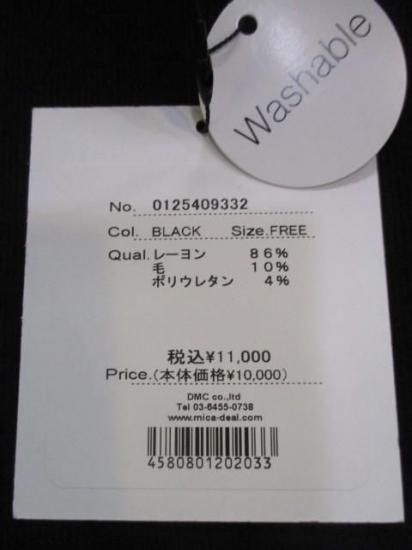 Washable
No. 0125409332
Col. BLACK Size.FREE
Qual.レーヨン 86%
毛 10%
ポリウレタン 4%
税込¥11,000
Price.(本体価格¥10,000)
DMC co.,ltd
Tel 03-6455-0738
www.mica-deal.com
4580801202033